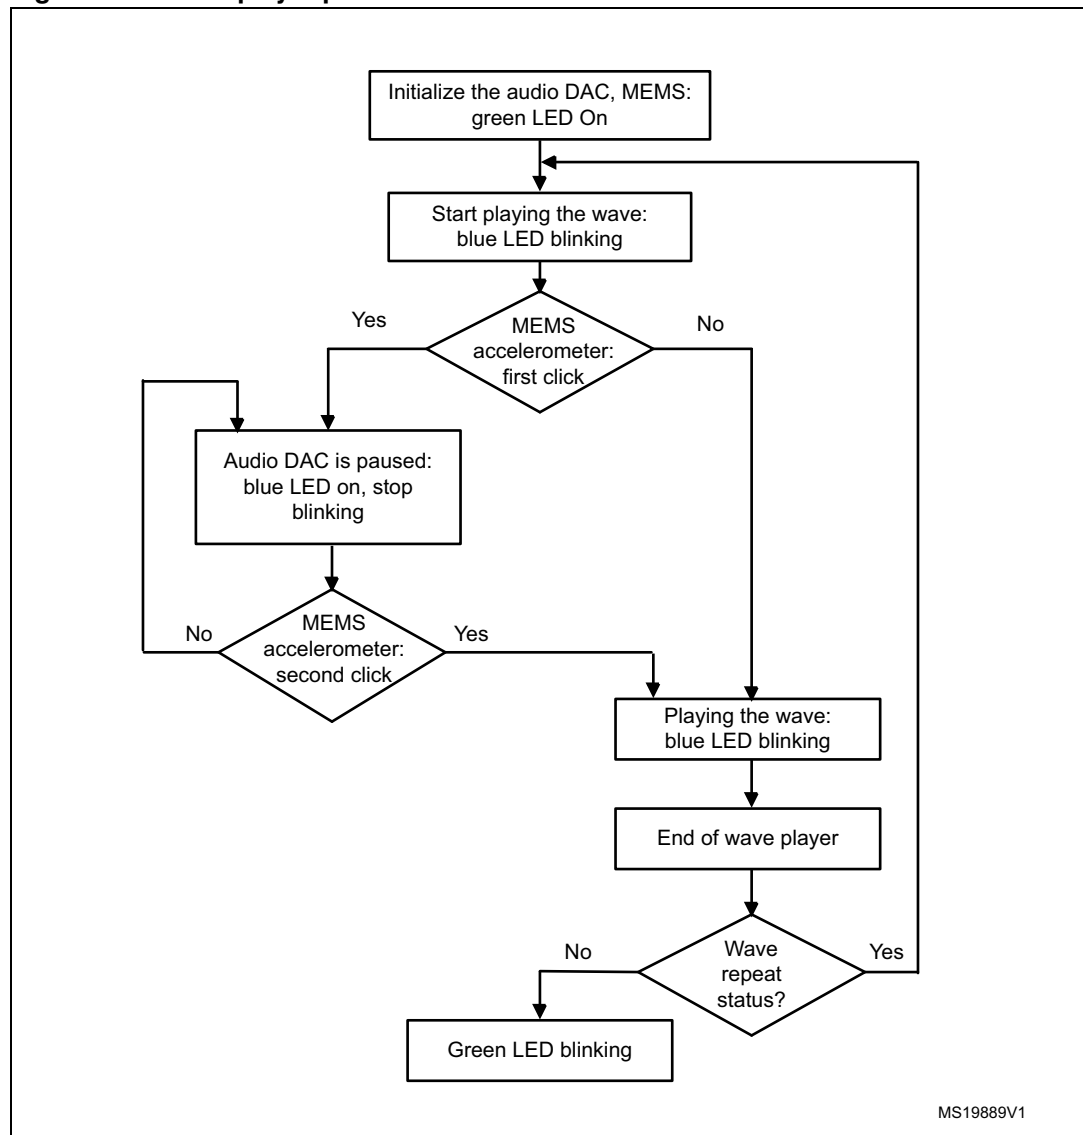 Initialize the audio DAC, MEMS:
green LED On
Start playing the wave:
blue LED blinking
Yes
No
MEMS
accelerometer:
first click
Audio DAC is paused:
blue LED on, stop
blinking
No
MEMS
accelerometer:
second click
Yes
Playing the wave:
blue LED blinking
End of wave player
No
Wave
repeat
status?
Yes
Green LED blinking
MS19889V1